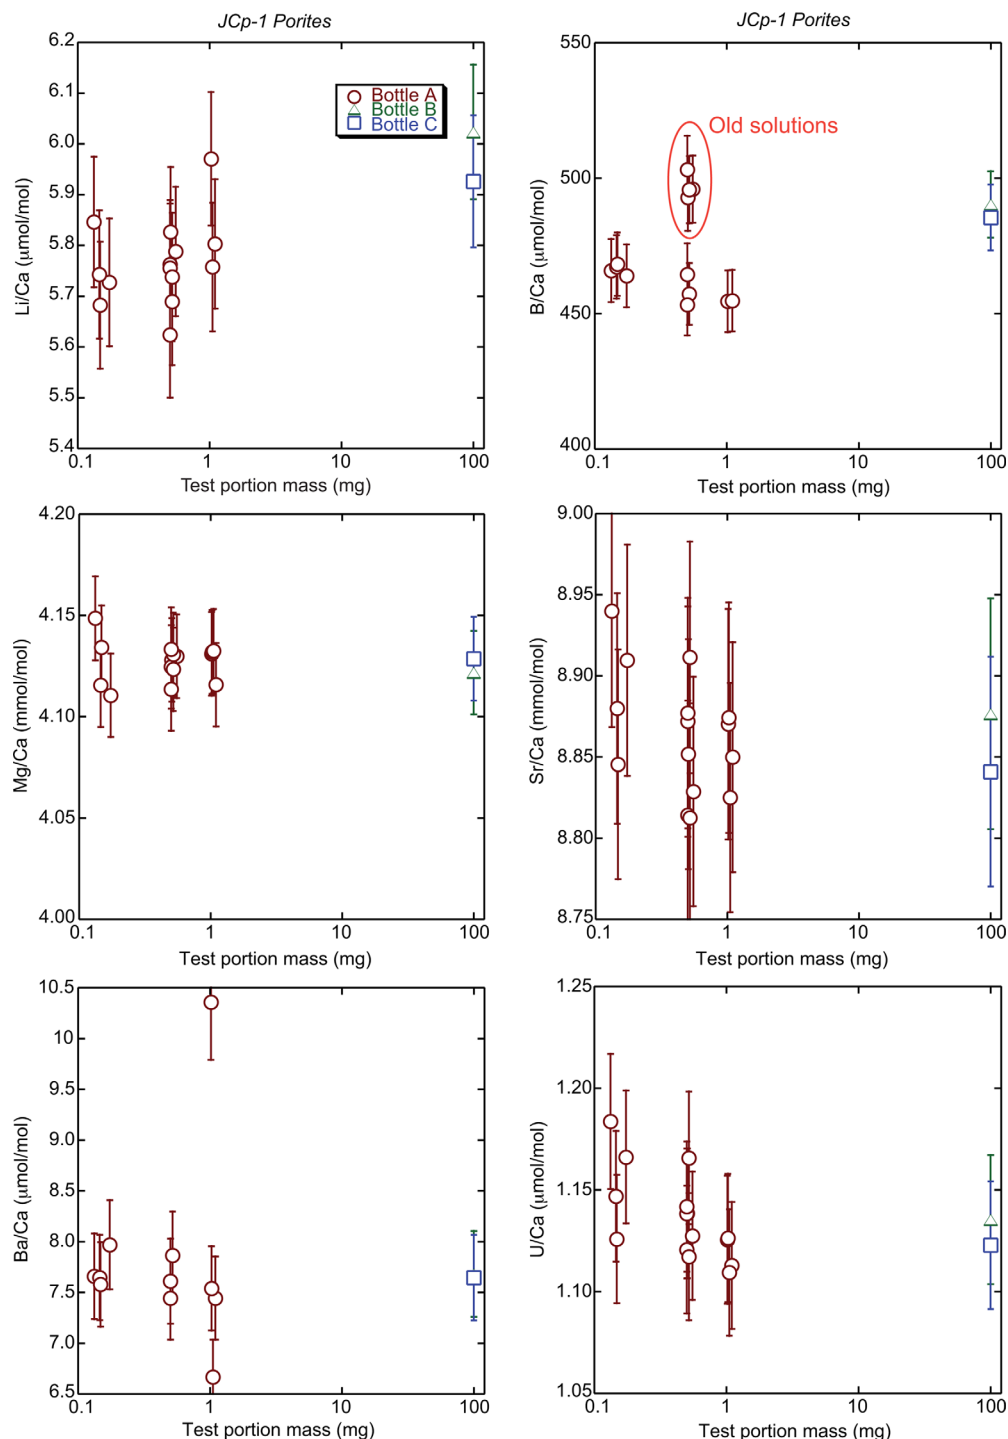 JCp-1 Porites
6.2
6.1
6.0
5.9
5.8
5.7
5.6
5.5
5.4
Li/Ca (μmol/mol)
Bottle A
Bottle B
Bottle C
0.1 1 10 100
Test portion mass (mg)
JCp-1 Porites
550
500
450
400
B/Ca (μmol/mol)
Old solutions
0.1 1 10 100
Test portion mass (mg)
4.20
4.15
4.10
4.05
4.00
Mg/Ca (mmol/mol)
0.1 1 10 100
Test portion mass (mg)
9.00
8.95
8.90
8.85
8.80
8.75
Sr/Ca (mmol/mol)
0.1 1 10 100
Test portion mass (mg)
10.5
10
9.5
9.0
8.5
8.0
7.5
7.0
6.5
Ba/Ca (μmol/mol)
0.1 1 10 100
Test portion mass (mg)
1.25
1.20
1.15
1.10
1.05
U/Ca (μmol/mol)
0.1 1 10 100
Test portion mass (mg)